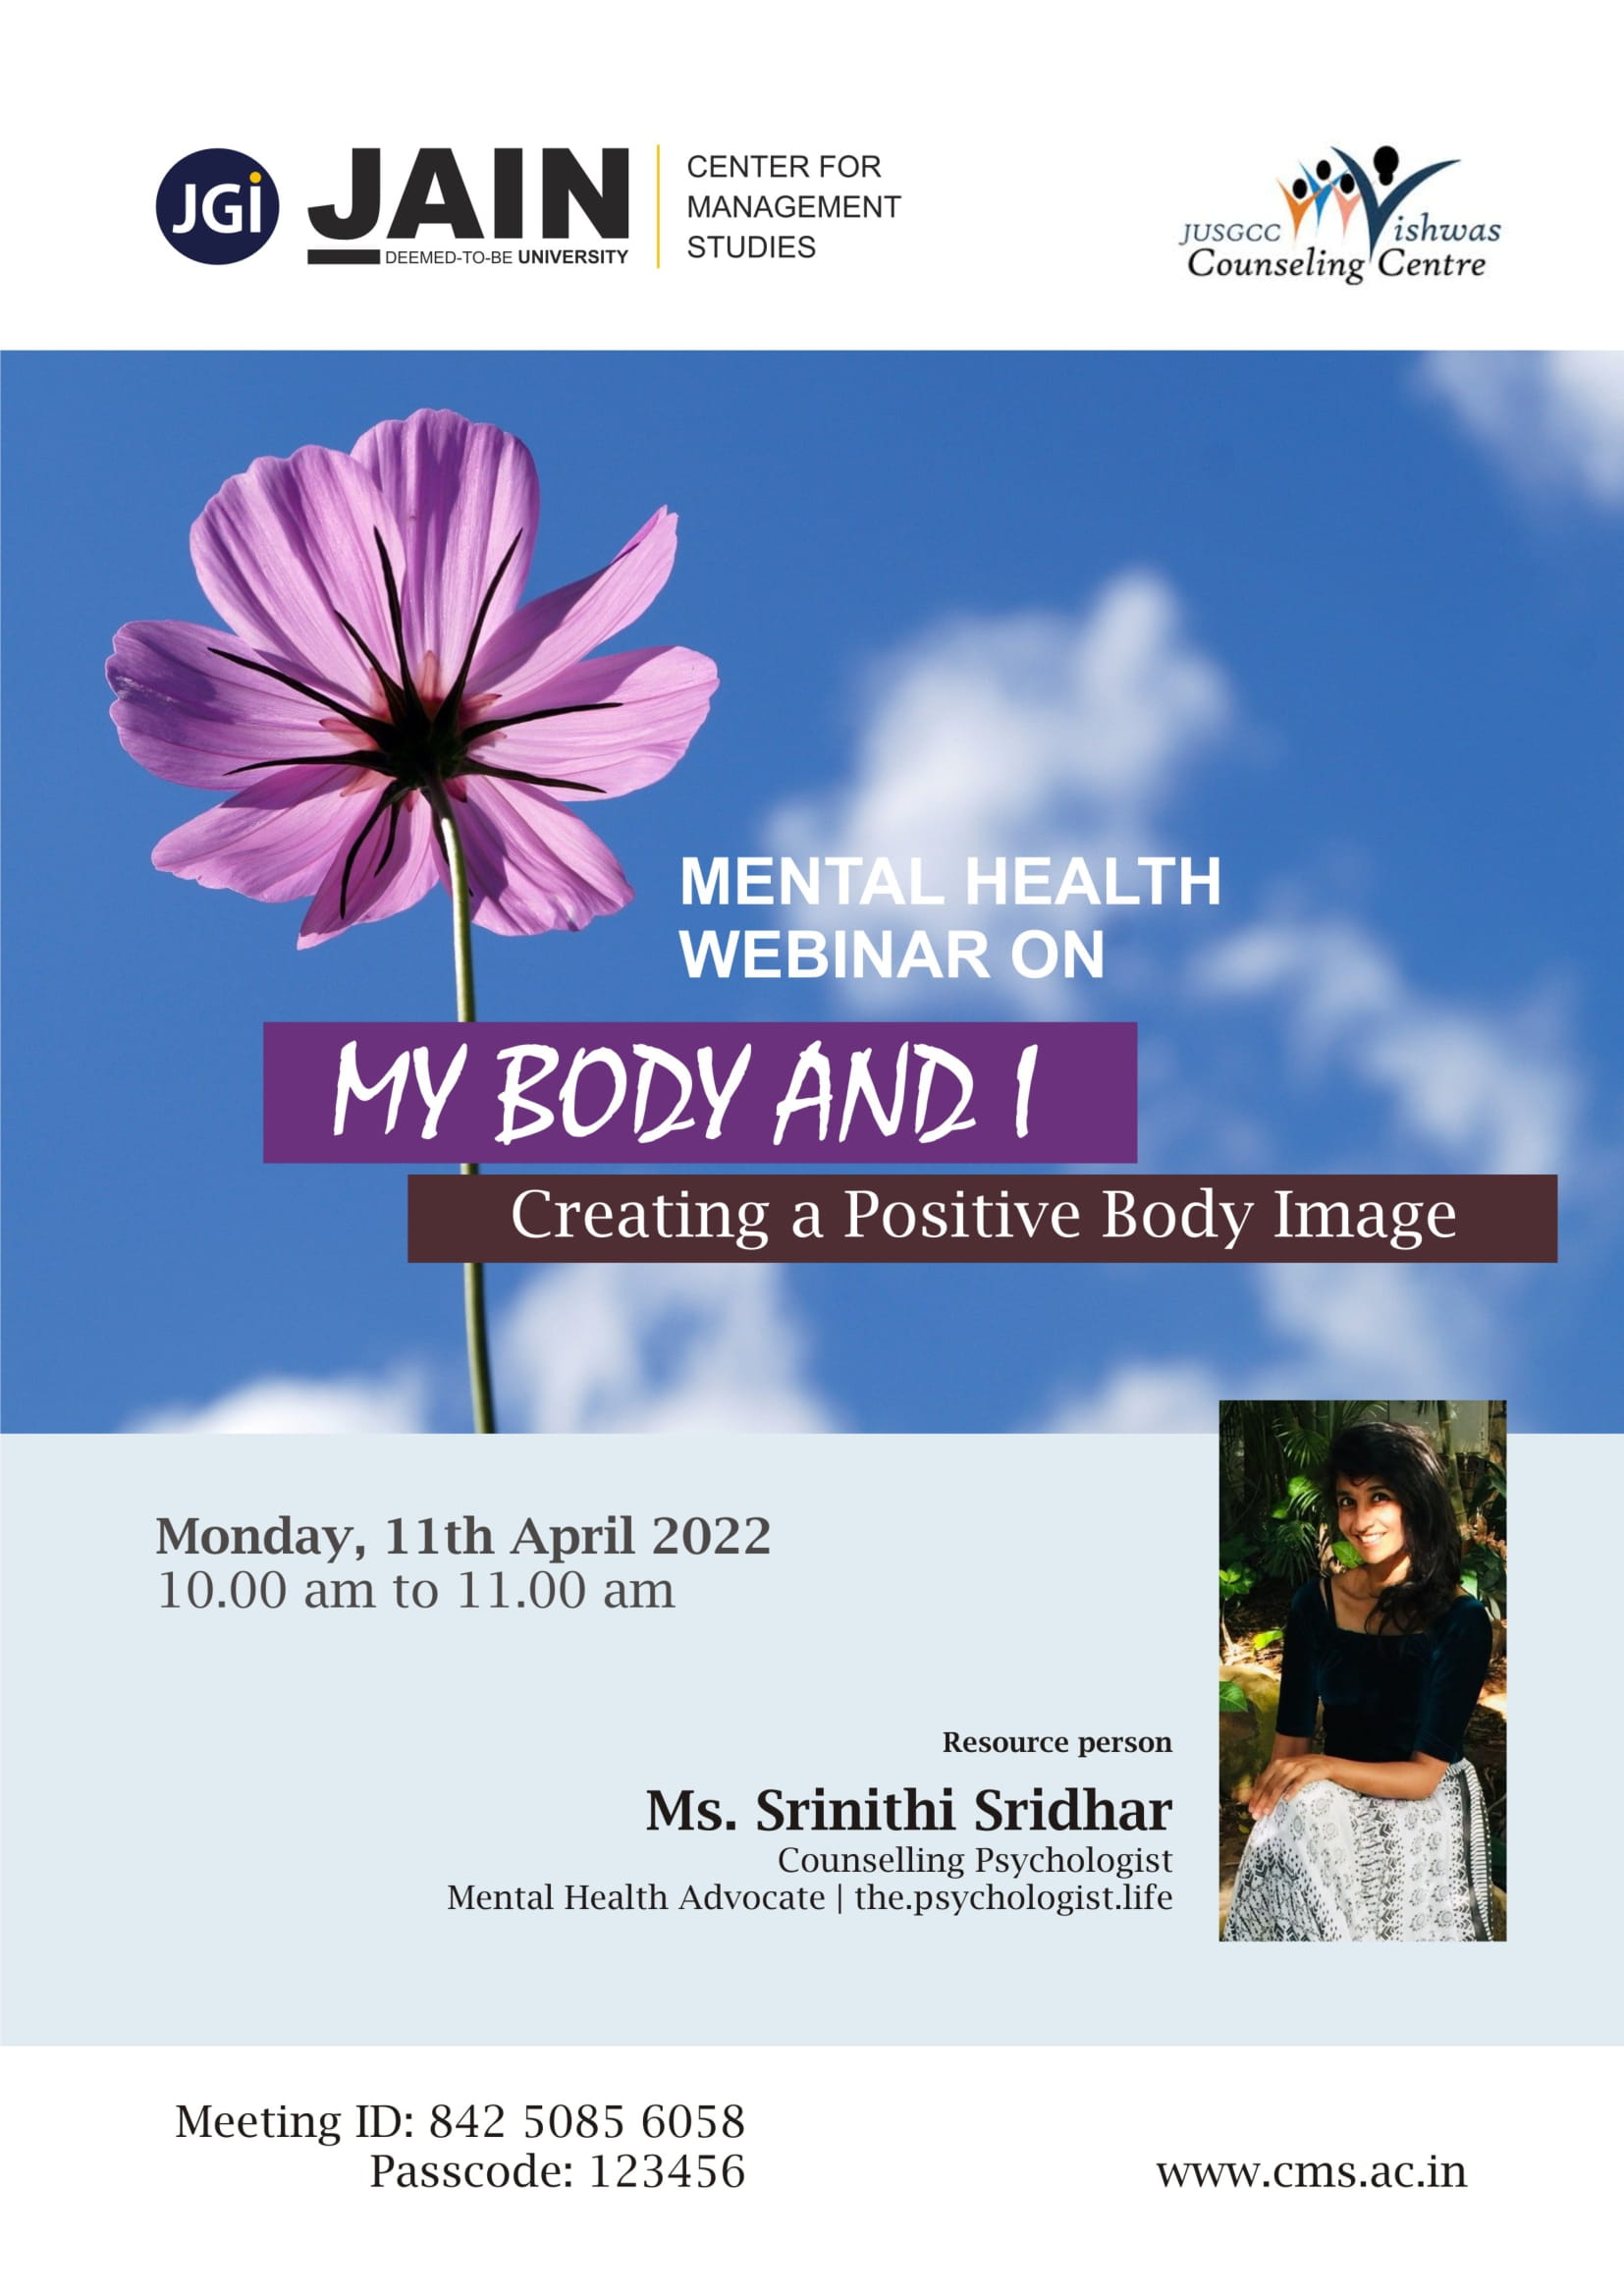 JGi
JAIN
DEEMED-TO-BE UNIVERSITY
CENTER FOR
MANAGEMENT
STUDIES
JUSGCC Vishwas
Counseling Centre
MENTAL HEALTH
WEBINAR ON
MY BODY AND I
Creating a Positive Body Image
Monday, 11th April 2022
10.00 am to 11.00 am
Resource person
Ms. Srinithi Sridhar
Counselling Psychologist
Mental Health Advocate | the.psychologist.life
Meeting ID: 842 5085 6058
Passcode: 123456
www.cms.ac.in